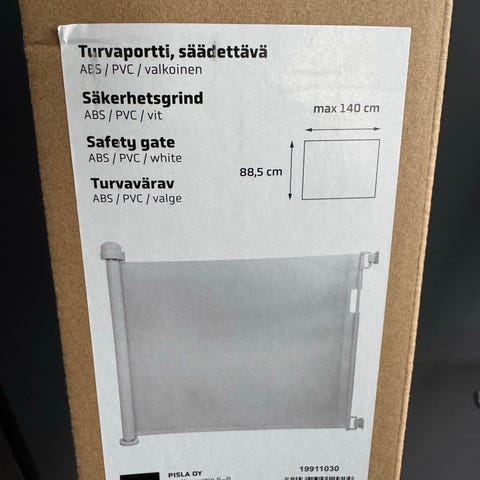 Turvaportti, säädettävä
ABS / PVC / valkoinen
Säkerhetsgrind
ABS / PVC / vit
Safety gate
ABS / PVC / white
Turvavärav
ABS / PVC / valge
max 140 cm
88,5 cm
PISLA OY
19911030